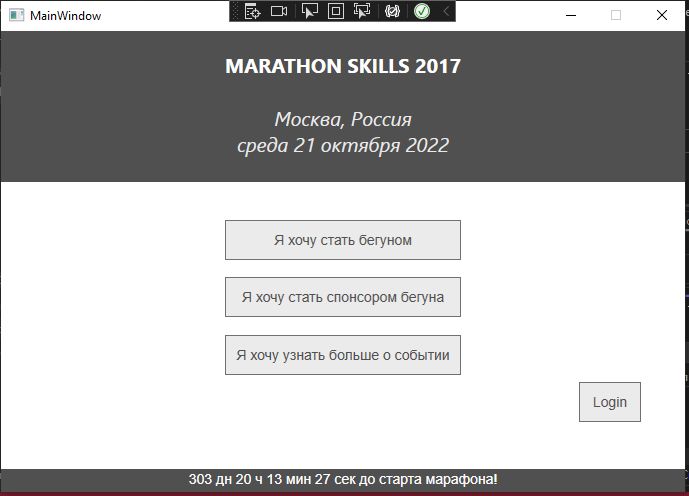 MainWindow
MARATHON SKILLS 2017
Москва, Россия
среда 21 октября 2022
Я хочу стать бегуном
Я хочу стать спонсором бегуна
Я хочу узнать больше о событии
Login
303 дн 20 ч 13 мин 27 сек до старта марафона!